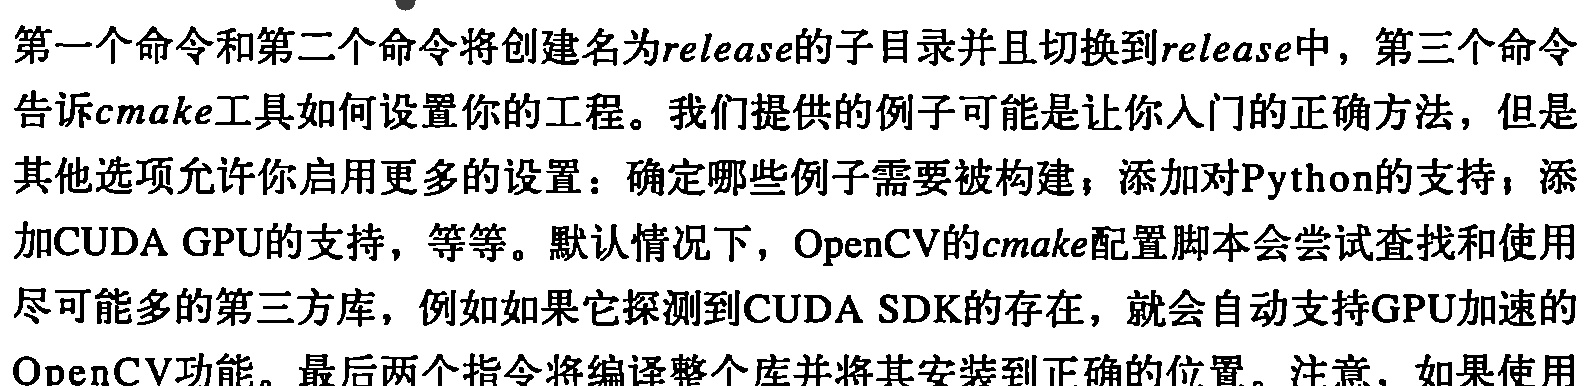 第一个命令和第二个命令将创建名为release的子目录并且切换到release中，第三个命令
告诉cmake工具如何设置你的工程。我们提供的例子可能是让你入门的正确方法，但是
其他选项允许你启用更多的设置：确定哪些例子需要被构建；添加对Python的支持；添
加CUDA GPU的支持，等等。默认情况下，OpenCV的cmake配置脚本会尝试查找和使用
尽可能多的第三方库，例如如果它探测到CUDA SDK的存在，就会自动支持GPU加速的
OpenCV功能。最后两个指令将编译整个库并将其安装到正确的位置。注意，如果使用